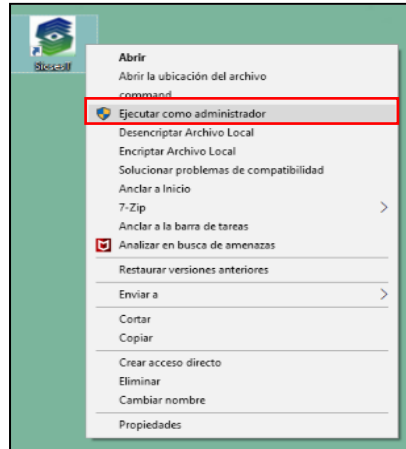 Abrir
Abrir la ubicación del archivo
command
Ejecutar como administrador
Desencriptar Archivo Local
Encriptar Archivo Local
Solucionar problemas de compatibilidad
Anclar a Inicio
7-Zip
Anclar a la barra de tareas
Analizar en busca de amenazas
Restaurar versiones anteriores
Enviar a
Cortar
Copiar
Crear acceso directo
Eliminar
Cambiar nombre
Propiedades